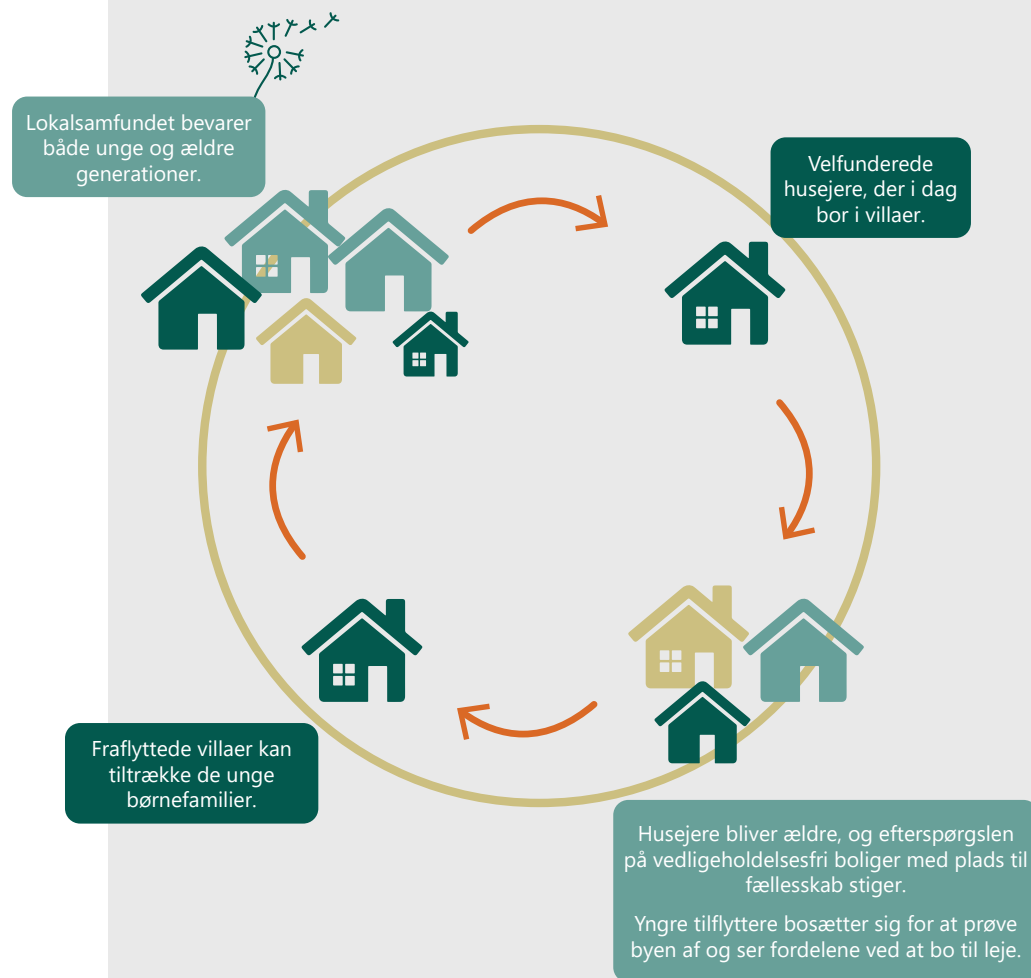 Lokalsamfundet bevarer
både unge og ældre
generationer.
Velfunderede
husejere, der i dag
bor i villaer.
Husejere bliver ældre, og efterspørgslen
på vedligeholdelsesfri boliger med plads til
fællesskab stiger.
Yngre tilflyttere bosætter sig for at prøve
byen af og ser fordelene ved at bo til leje.
Fraflyttede villaer kan
tiltrække de unge
børnefamilier.